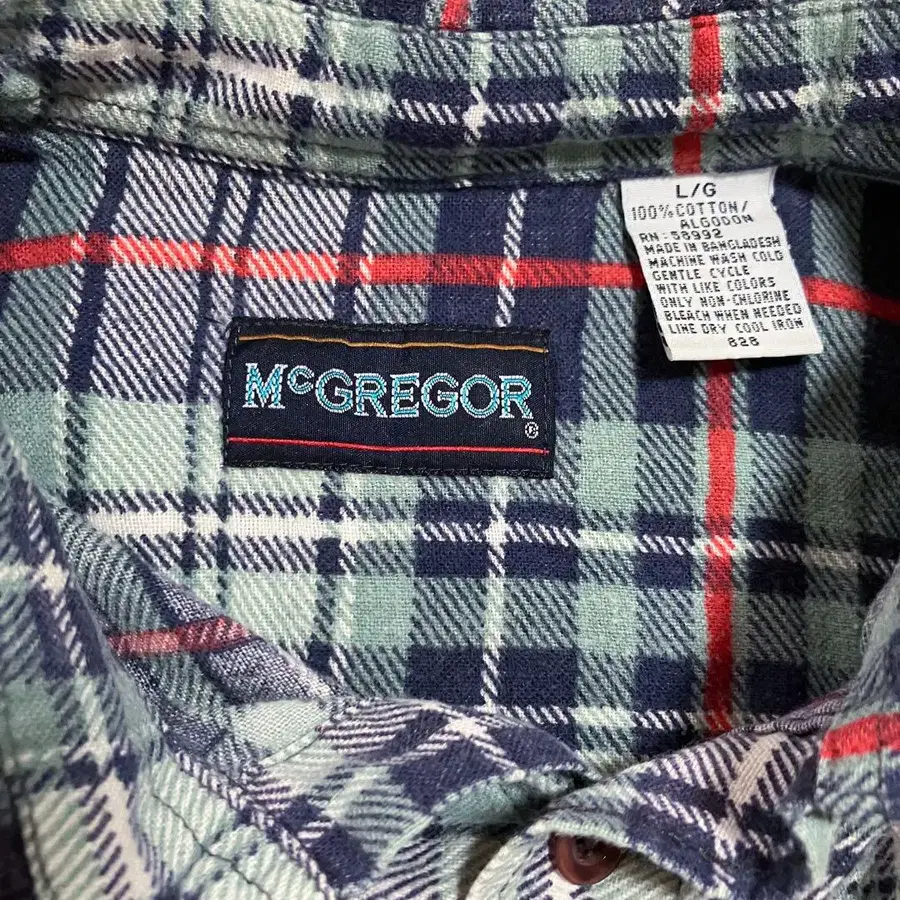 L/G
100% COTTON/
ALGODON
RN: 58992
MADE IN BANGLADESH
MACHINE WASH COLD
GENTLE CYCLE
WITH LIKE COLORS
ONLY NON-CHLORINE
BLEACH WHEN NEEDED
LINE DRY COOL IRON
828
McGREGOR
®